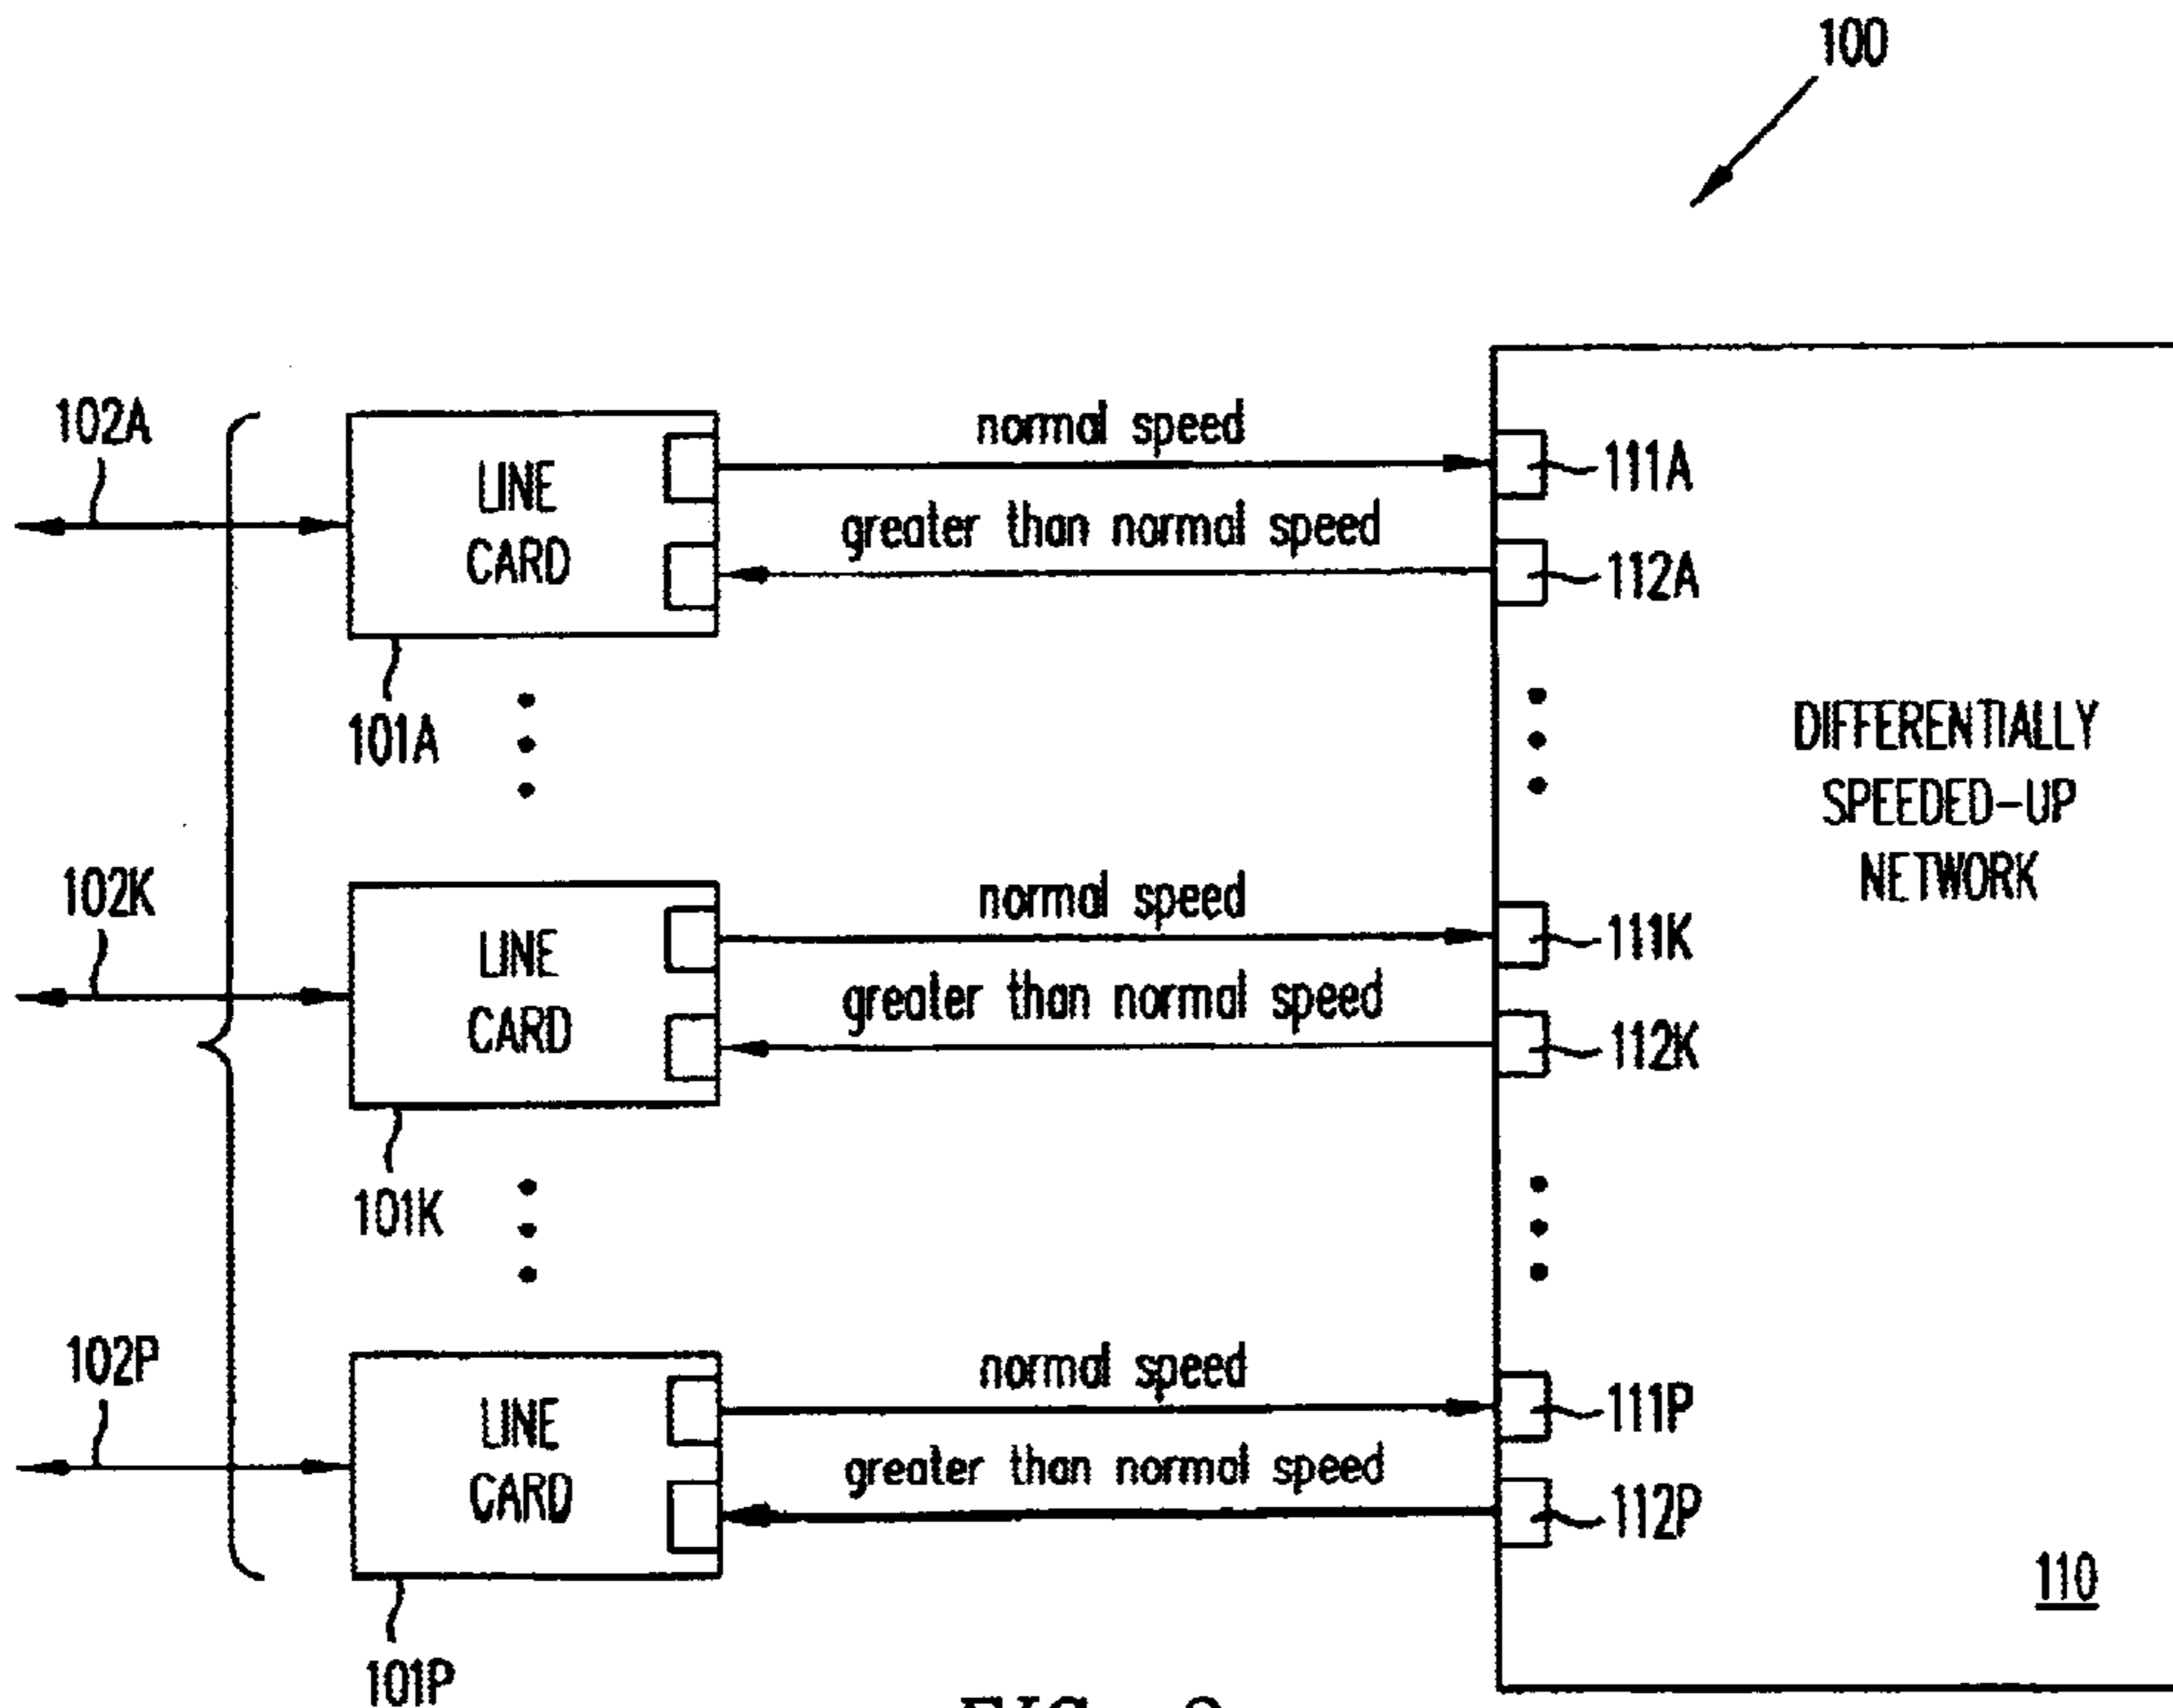 100
102A
LINE
CARD
normal speed
greater than normal speed
111A
112A
101A
DIFFERENTIALLY
SPEEDED-UP
NETWORK
102K
LINE
CARD
normal speed
greater than normal speed
111K
112K
101K
102P
LINE
CARD
normal speed
greater than normal speed
111P
112P
110
101P